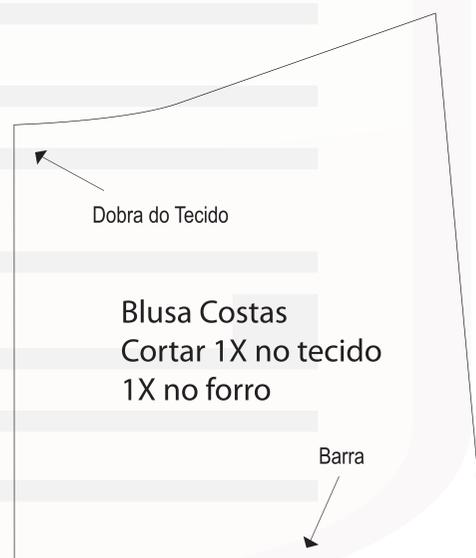 Dobra do Tecido
Blusa Costas
Cortar 1X no tecido
1X no forro
Barra